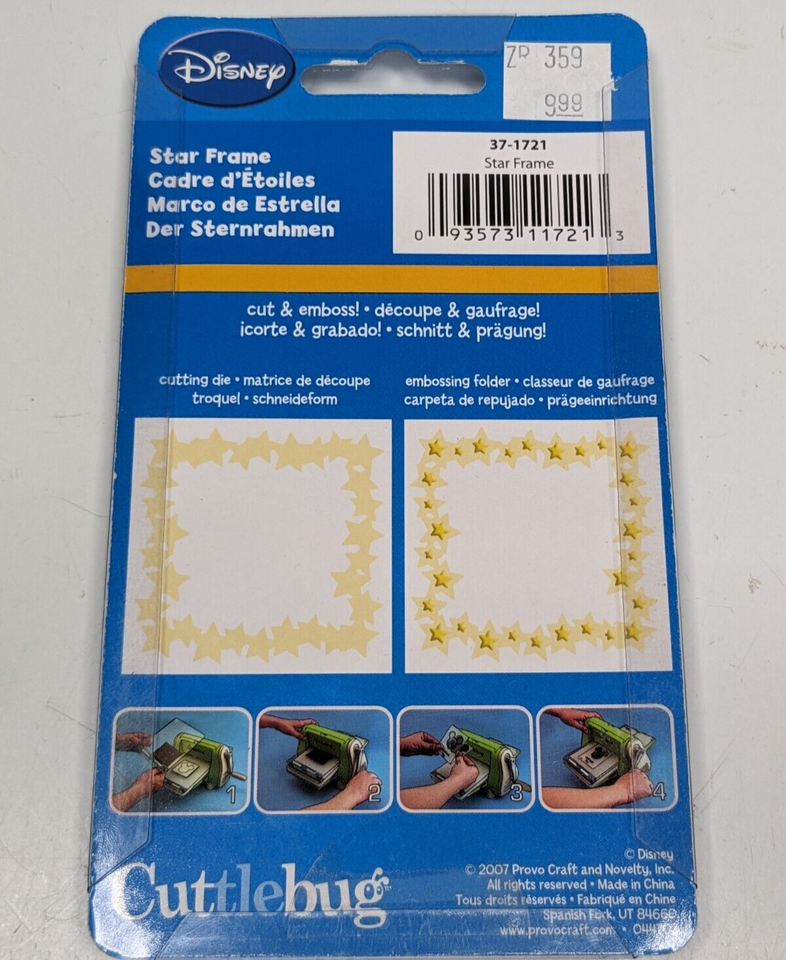 Disney
ZP 359
999
Star Frame
Cadre d'Étoiles
Marco de Estrella
Der Sternrahmen
37-1721
Star Frame
0 93573 11721 3
cut & emboss! • découpe & gaufrage!
icorte & grabado! • schnitt & prägung!
cutting die • matrice de découpe
troquel • schneideform
embossing folder • classeur de gaufrage
carpeta de repujado • prägeeinrichtung
1
2
3
4
Cuttlebug
© Disney
© 2007 Provo Craft and Novelty, Inc.
All rights reserved • Made in China
Tous droits réservés • Fabriqué en Chine
Spanish Fork, UT 84660
www.provocraft.com •